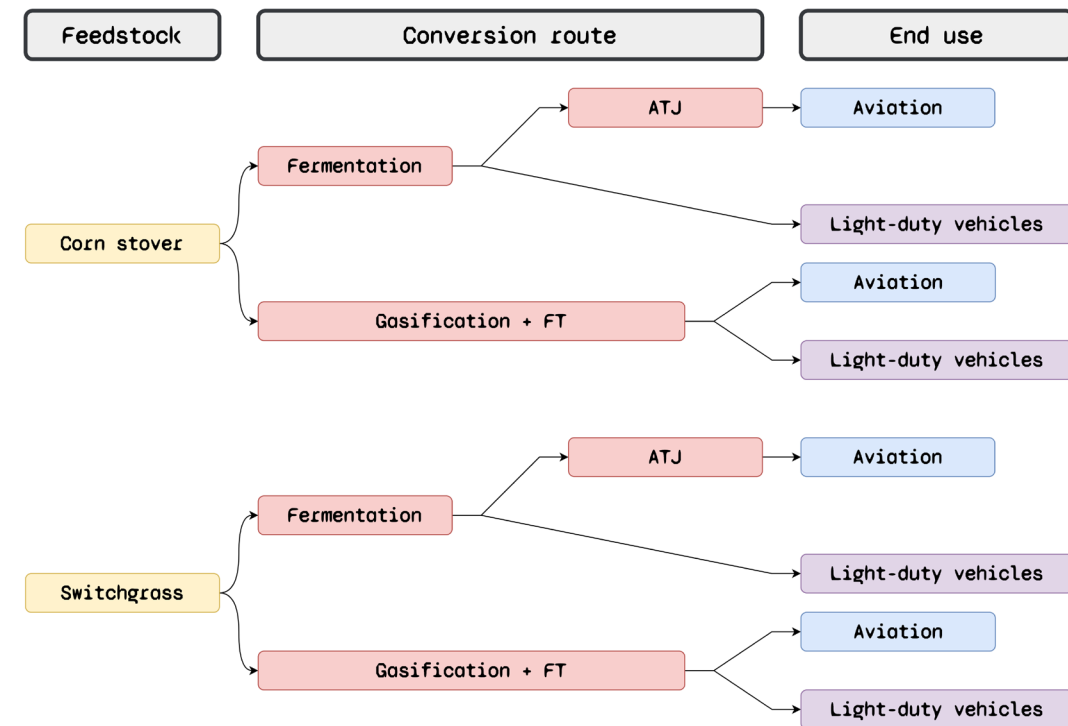 Feedstock
Conversion route
End use
ATJ
Aviation
Fermentation
Light-duty vehicles
Corn stover
Aviation
Gasification + FT
Light-duty vehicles
ATJ
Aviation
Fermentation
Light-duty vehicles
Switchgrass
Aviation
Gasification + FT
Light-duty vehicles